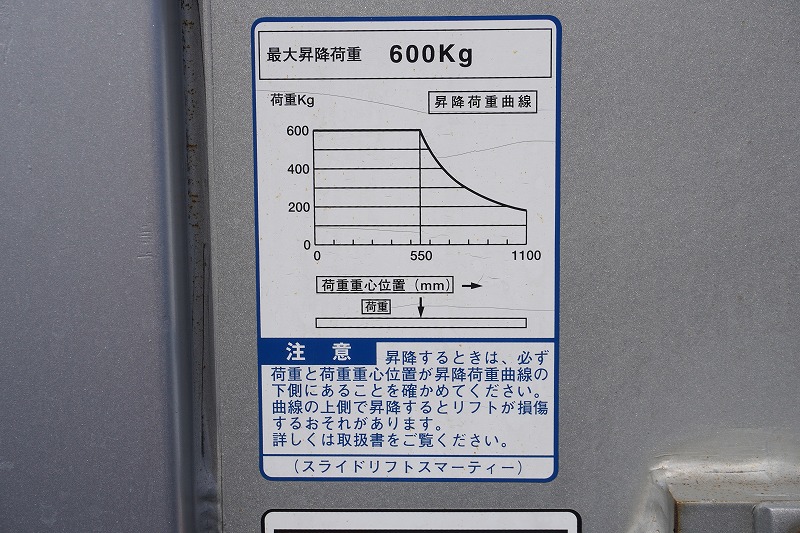 最大昇降荷重 600Kg
荷重Kg
昇降荷重曲線
600
400
200
0
0 550 1100
荷重重心位置（mm）
荷重
注意 昇降するときは、必ず
荷重と荷重重心位置が昇降荷重曲線の
下側にあることを確かめてください。
曲線の上側で昇降するとリフトが損傷
するおそれがあります。
詳しくは取扱書をご覧ください。
（スライドリフトスマーティー）